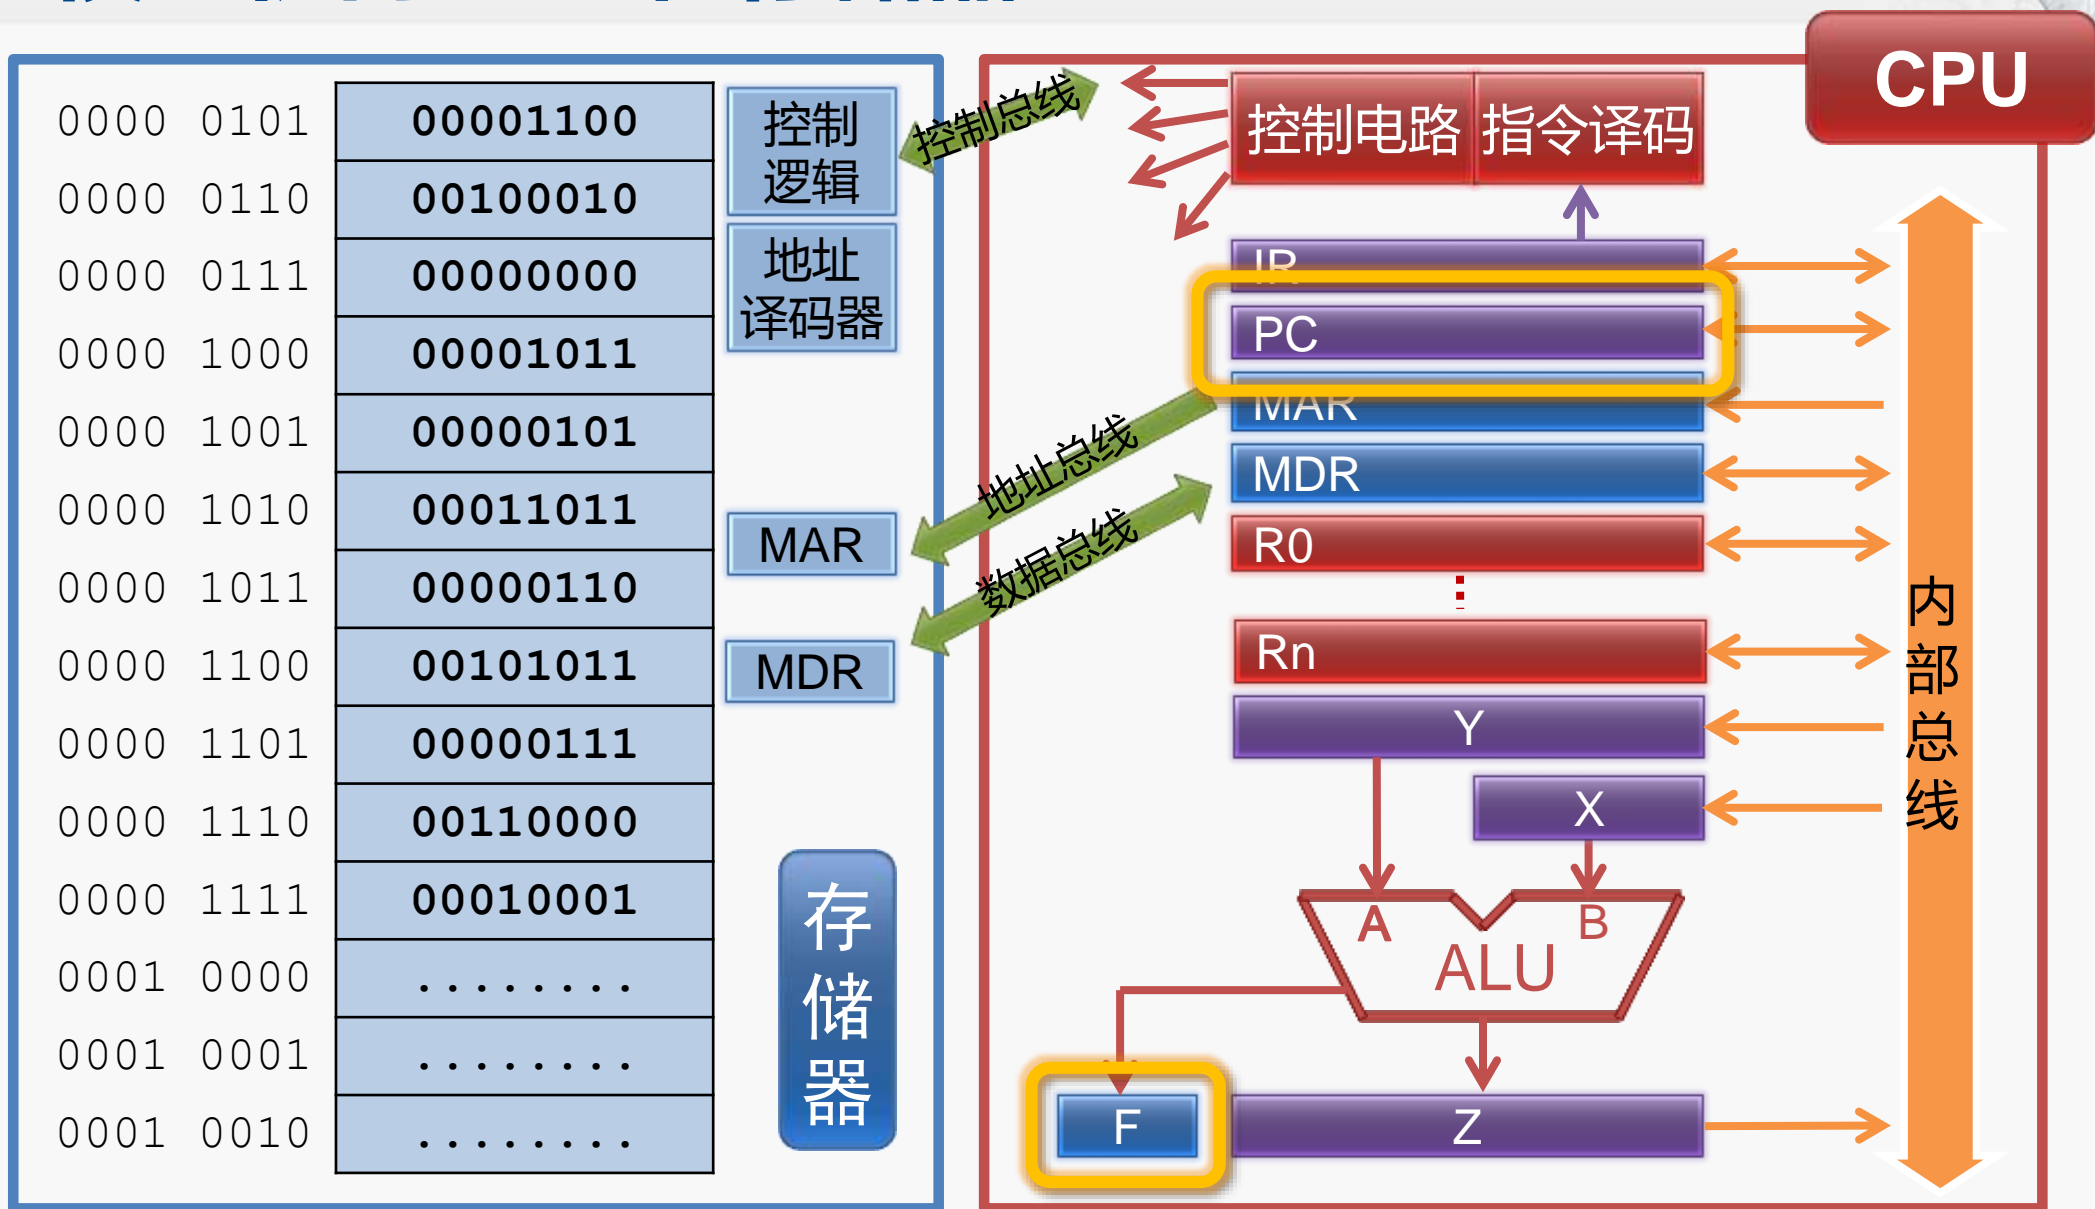 CPU
0000 0101 00001100
0000 0110 00100010
0000 0111 00000000
0000 1000 00001011
0000 1001 00000101
0000 1010 00011011
0000 1011 00000110
0000 1100 00101011
0000 1101 00000111
0000 1110 00110000
0000 1111 00010001
0001 0000 ........
0001 0001 ........
0001 0010 ........
控制
逻辑
地址
译码器
MAR
MDR
存
储
器
控制总线
地址总线
数据总线
控制电路 指令译码
IR
PC
MAR
MDR
R0
Rn
Y
X
A
B
ALU
F
Z
内
部
总
线